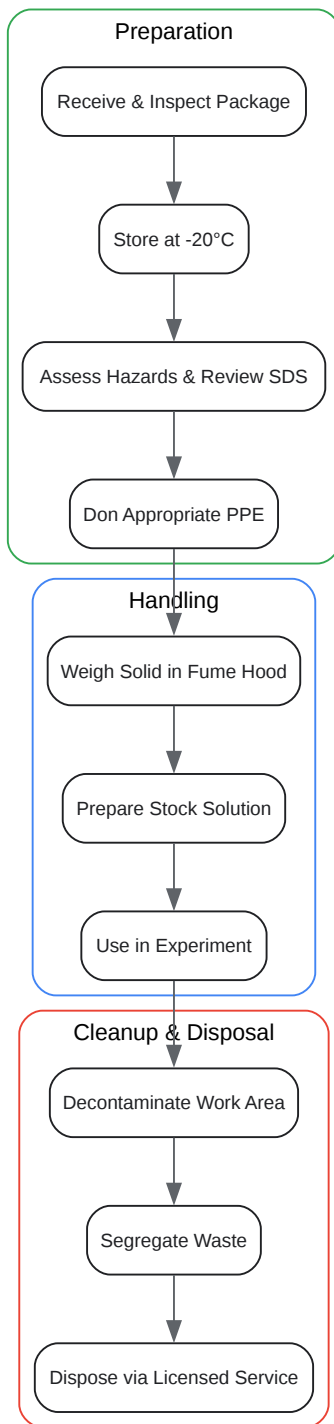 Preparation
Receive & Inspect Package
Store at -20°C
Assess Hazards & Review SDS
Don Appropriate PPE
Handling
Weigh Solid in Fume Hood
Prepare Stock Solution
Use in Experiment
Cleanup & Disposal
Decontaminate Work Area
Segregate Waste
Dispose via Licensed Service